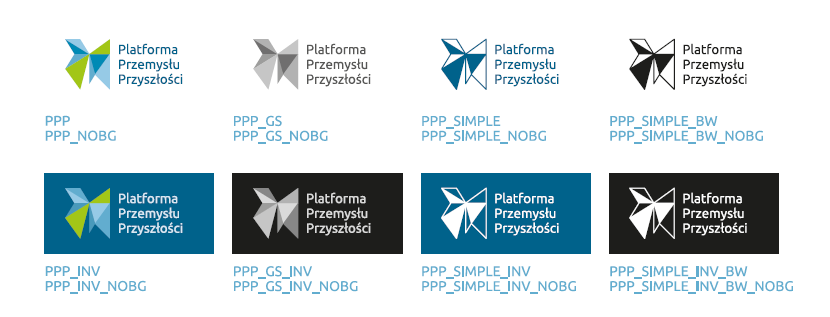 Platforma
Przemysłu
Przyszłości
PPP
PPP_NOBG
Platforma
Przemysłu
Przyszłości
PPP_GS
PPP_GS_NOBG
Platforma
Przemysłu
Przyszłości
PPP_SIMPLE
PPP_SIMPLE_NOBG
Platforma
Przemysłu
Przyszłości
PPP_SIMPLE_BW
PPP_SIMPLE_BW_NOBG
Platforma
Przemysłu
Przyszłości
PPP_INV
PPP_INV_NOBG
Platforma
Przemysłu
Przyszłości
PPP_GS_INV
PPP_GS_INV_NOBG
Platforma
Przemysłu
Przyszłości
PPP_SIMPLE_INV
PPP_SIMPLE_INV_NOBG
Platforma
Przemysłu
Przyszłości
PPP_SIMPLE_INV_BW
PPP_SIMPLE_INV_BW_NOBG